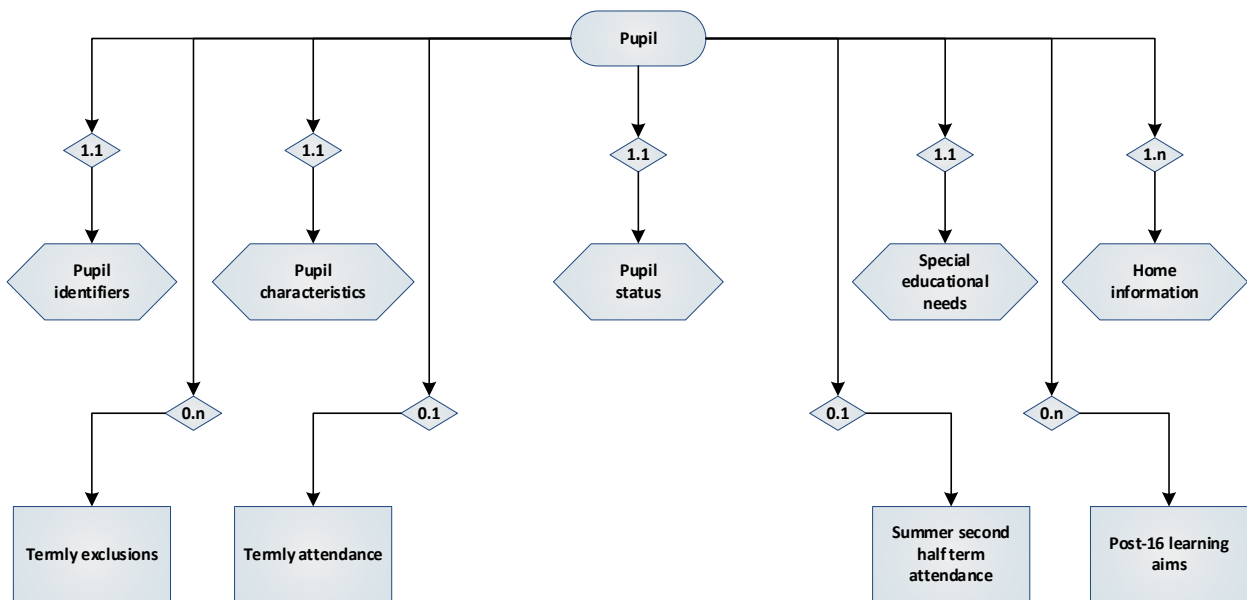 Pupil
1.1
1.1
1.1
1.1
1.n
Pupil
identifiers
Pupil
characteristics
Pupil
status
Special
educational
needs
Home
information
0.n
0.1
0.1
0.n
Termly exclusions
Termly attendance
Summer second
half term
attendance
Post-16 learning
aims